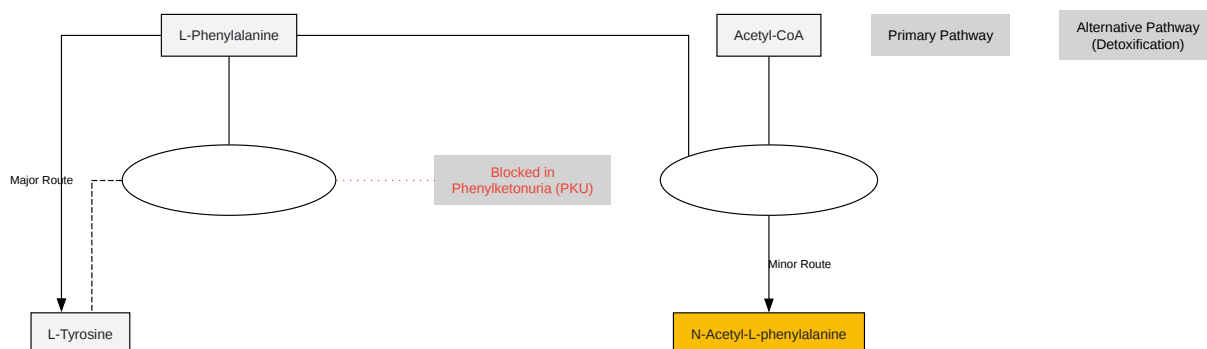 L-Phenylalanine
Acetyl-CoA
Primary Pathway
Alternative Pathway
(Detoxification)
Blocked in
Phenylketonuria (PKU)
Major Route
Minor Route
L-Tyrosine
N-Acetyl-L-phenylalanine